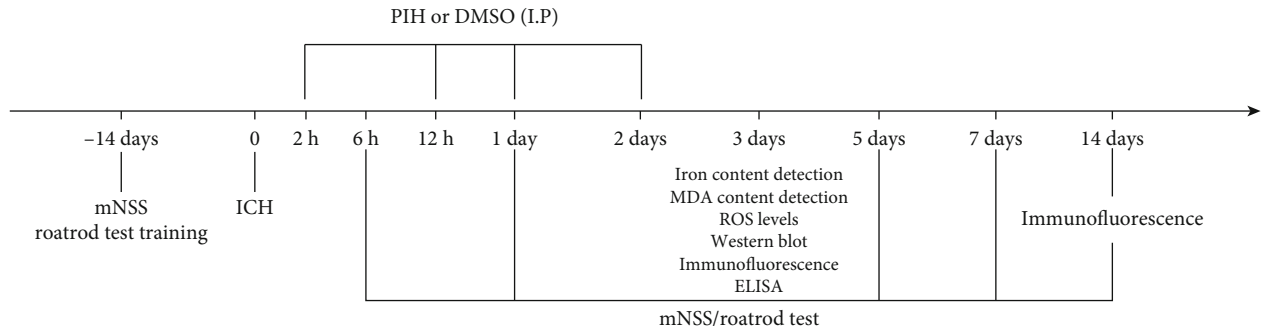 PIH or DMSO (I.P)
–14 days 0 2 h 6 h 12 h 1 day 2 days 3 days 5 days 7 days 14 days
mNSS
roatrod test training
ICH
Iron content detection
MDA content detection
ROS levels
Western blot
Immunofluorescence
ELISA
Immunofluorescence
mNSS/roatrod test